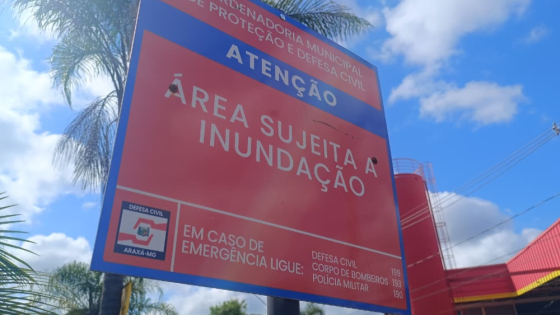 COORDENADORIA MUNICIPAL
DE PROTEÇÃO E DEFESA CIVIL
ATENÇÃO
ÁREA SUJEITA A
INUNDAÇÃO
DEFESA CIVIL
ARAXÁ-MG
EM CASO DE
EMERGÊNCIA LIGUE:
DEFESA CIVIL 199
CORPO DE BOMBEIROS 193
POLÍCIA MILITAR 190